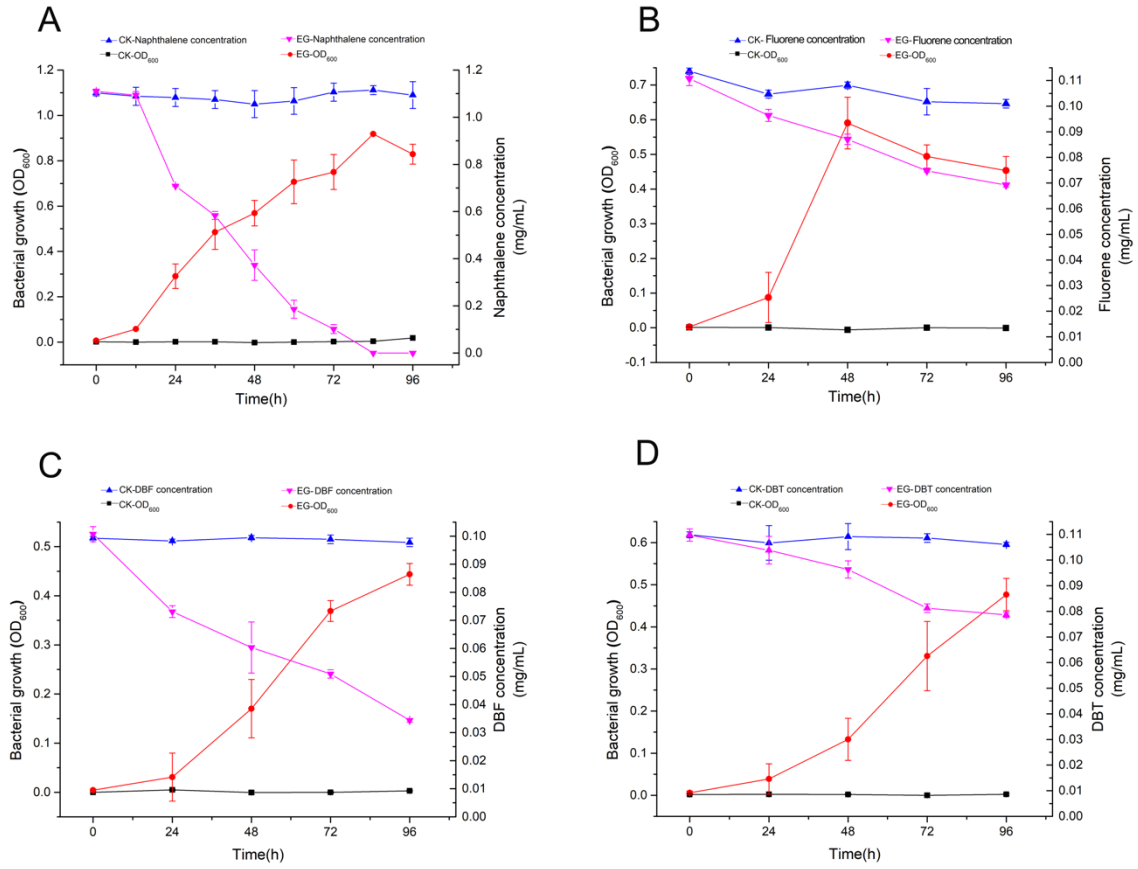 A
CK-Naphthalene concentration
EG-Naphthalene concentration
CK-OD600
EG-OD600
1.2
1.0
0.8
0.6
0.4
0.2
0.0
Bacterial growth (OD600)
1.2
1.1
1.0
0.9
0.8
0.6
0.5
0.4
0.3
0.2
0.1
0.0
Naphthalene concentration
(mg/mL)
0
24
48
72
96
Time(h)
B
CK- Fluorene concentration
EG-Fluorene concentration
CK-OD600
EG-OD600
0.7
0.6
0.5
0.4
0.3
0.2
0.1
0.0
-0.1
Bacterial growth (OD600)
0.11
0.10
0.09
0.08
0.07
0.06
0.05
0.04
0.03
0.02
0.01
0.00
Fluorene concentration
(mg/mL)
0
24
48
72
96
Time(h)
C
CK-DBF concentration
EG-DBF concentration
CK-OD600
EG-OD600
0.5
0.4
0.3
0.2
0.1
0.0
Bacterial growth (OD600)
0.10
0.09
0.08
0.07
0.06
0.05
0.04
0.03
0.02
0.01
0.00
DBF concentration
(mg/mL)
0
24
48
72
96
Time(h)
D
CK-DBT concentration
EG-DBT concentration
CK-OD600
EG-OD600
0.6
0.5
0.4
0.3
0.2
0.1
0.0
Bacterial growth (OD600)
0.11
0.10
0.09
0.08
0.07
0.06
0.05
0.04
0.03
0.02
0.01
0.00
DBT concentration
(mg/mL)
0
24
48
72
96
Time(h)